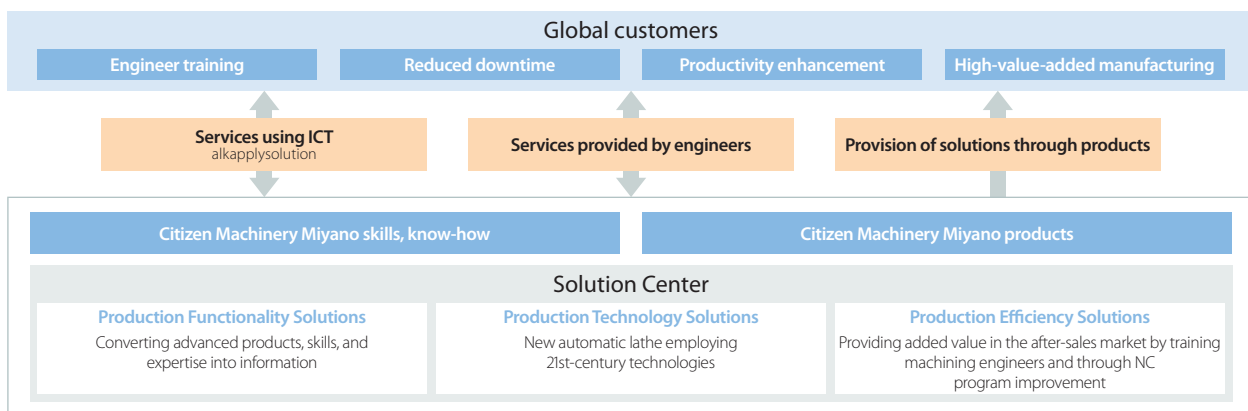 Global customers
Engineer training
Reduced downtime
Productivity enhancement
High-value-added manufacturing
Services using ICT
alkapplysolution
Services provided by engineers
Provision of solutions through products
Citizen Machinery Miyano skills, know-how
Citizen Machinery Miyano products
Solution Center
Production Functionality Solutions
Converting advanced products, skills, and
expertise into information
Production Technology Solutions
New automatic lathe employing
21st-century technologies
Production Efficiency Solutions
Providing added value in the after-sales market by training
machining engineers and through NC
program improvement